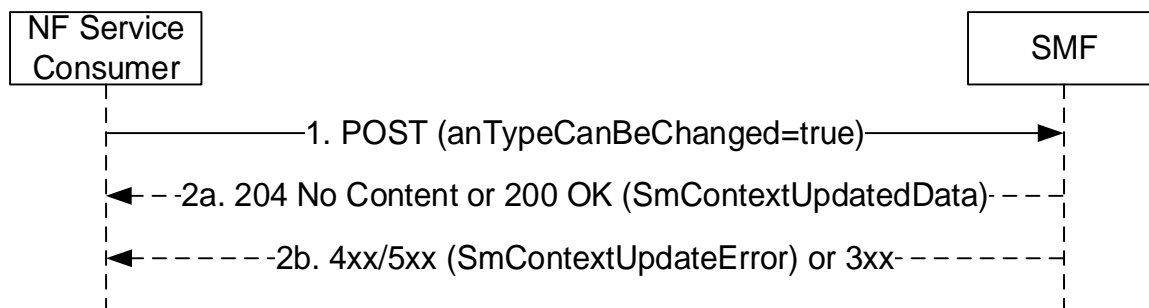 NF Service
Consumer
SMF
1. POST (anTypeCanBeChanged=true)
2a. 204 No Content or 200 OK (SmContextUpdatedData)
2b. 4xx/5xx (SmContextUpdateError) or 3xx